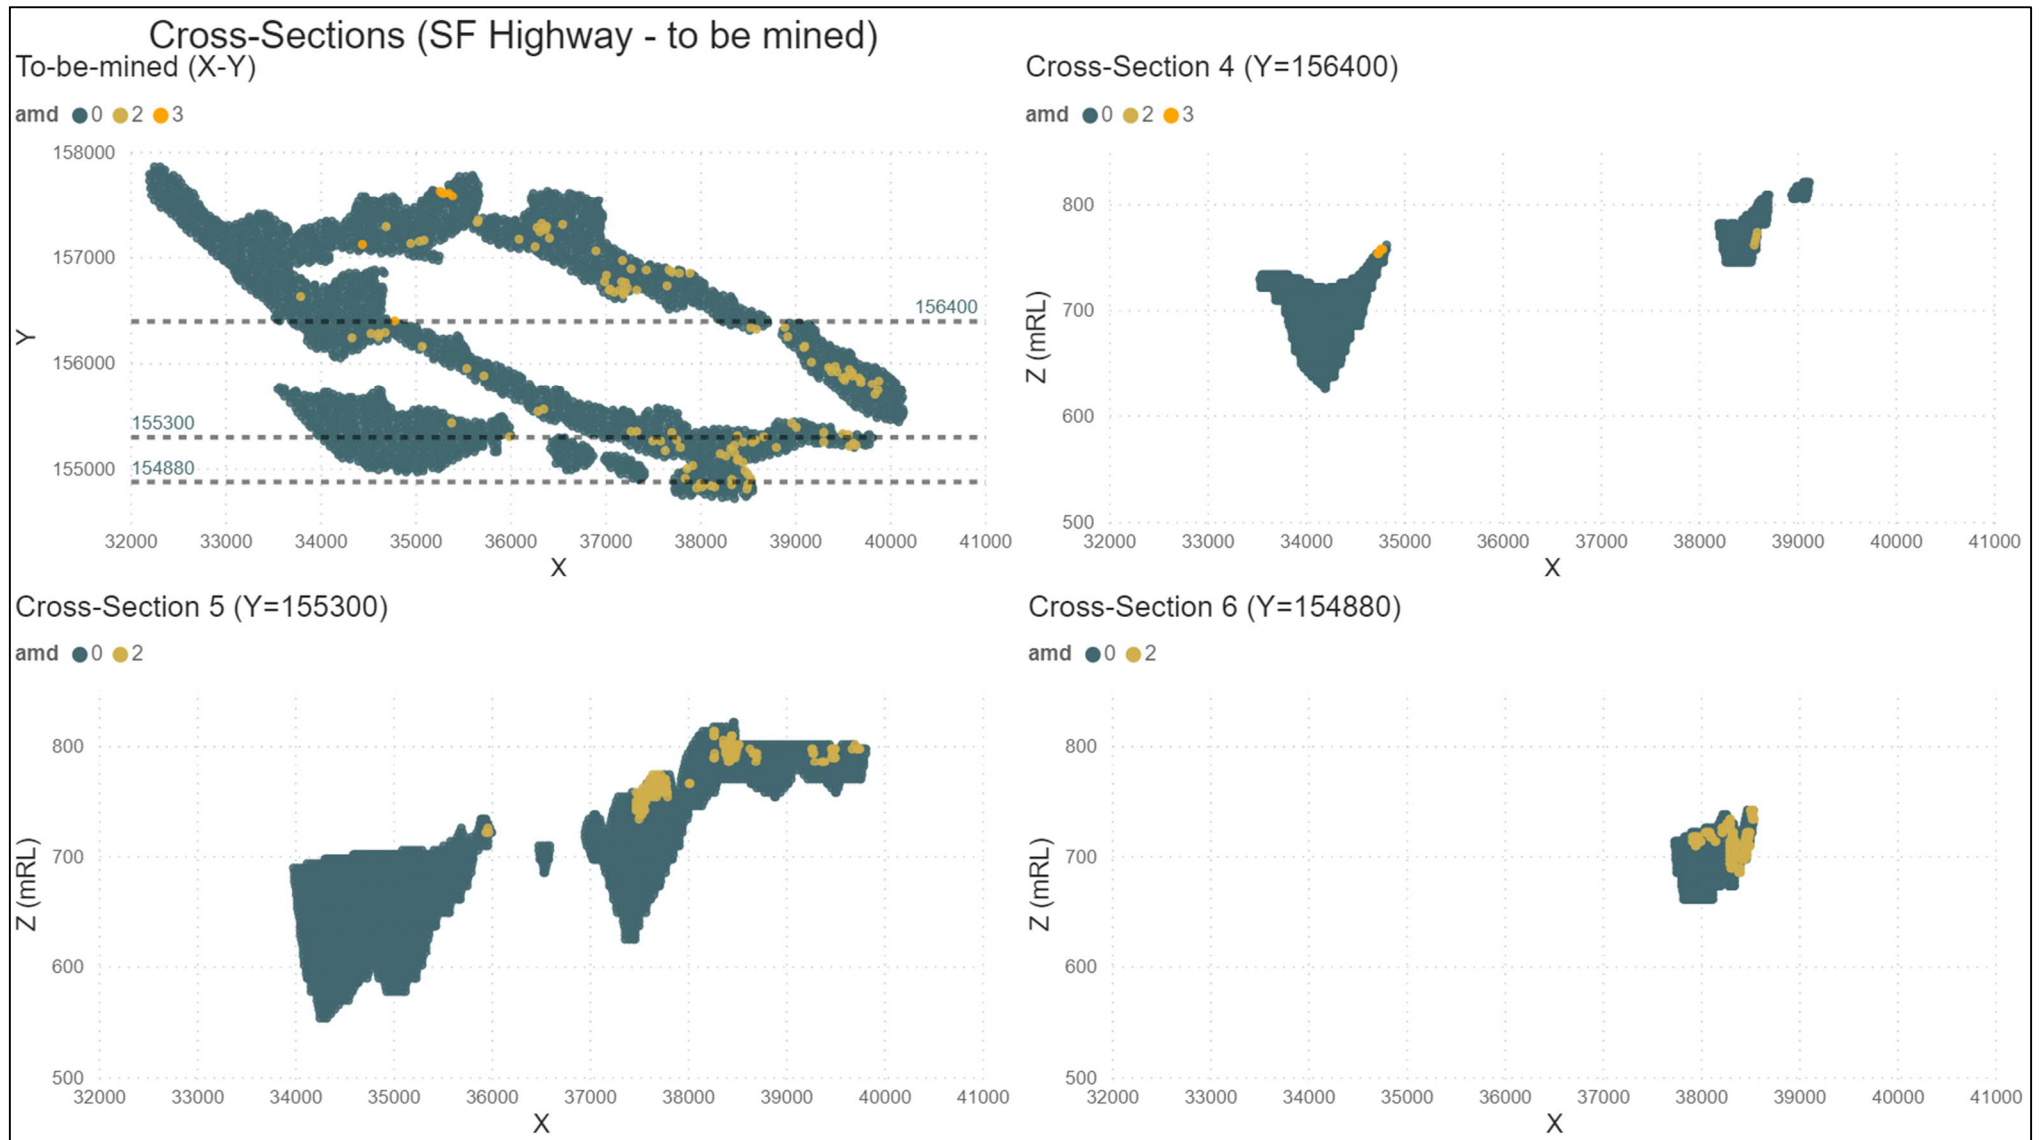 Cross-Sections (SF Highway - to be mined)
To-be-mined (X-Y)
amd 0 2 3
158000
157000
156000
155000
Y
156400
155300
154880
32000 33000 34000 35000 36000 37000 38000 39000 40000 41000
X
Cross-Section 4 (Y=156400)
amd 0 2 3
800
700
600
500
Z (mRL)
32000 33000 34000 35000 36000 37000 38000 39000 40000 41000
X
Cross-Section 5 (Y=155300)
amd 0 2
800
700
600
500
Z (mRL)
32000 33000 34000 35000 36000 37000 38000 39000 40000 41000
X
Cross-Section 6 (Y=154880)
amd 0 2
800
700
600
500
Z (mRL)
32000 33000 34000 35000 36000 37000 38000 39000 40000 41000
X